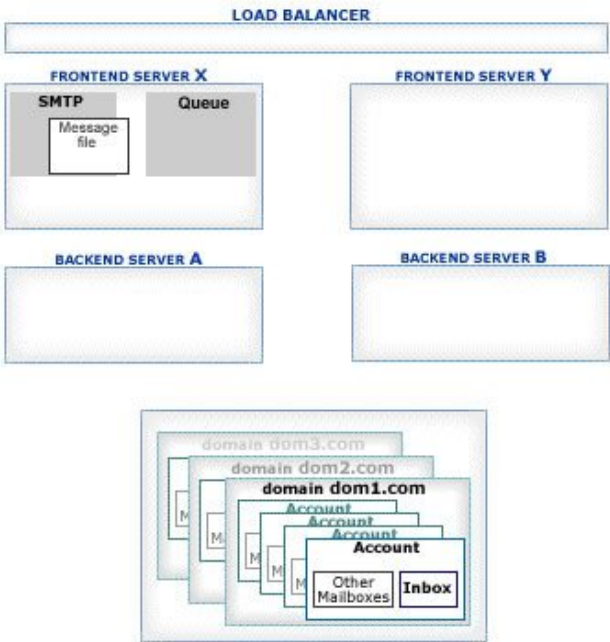 LOAD BALANCER
FRONTEND SERVER X
FRONTEND SERVER Y
SMTP
Queue
Message
file
BACKEND SERVER A
BACKEND SERVER B
domain dom3.com
domain dom2.com
domain dom1.com
Account
Account
Account
Account
M
M
M
M
M
Other
Mailboxes
Inbox